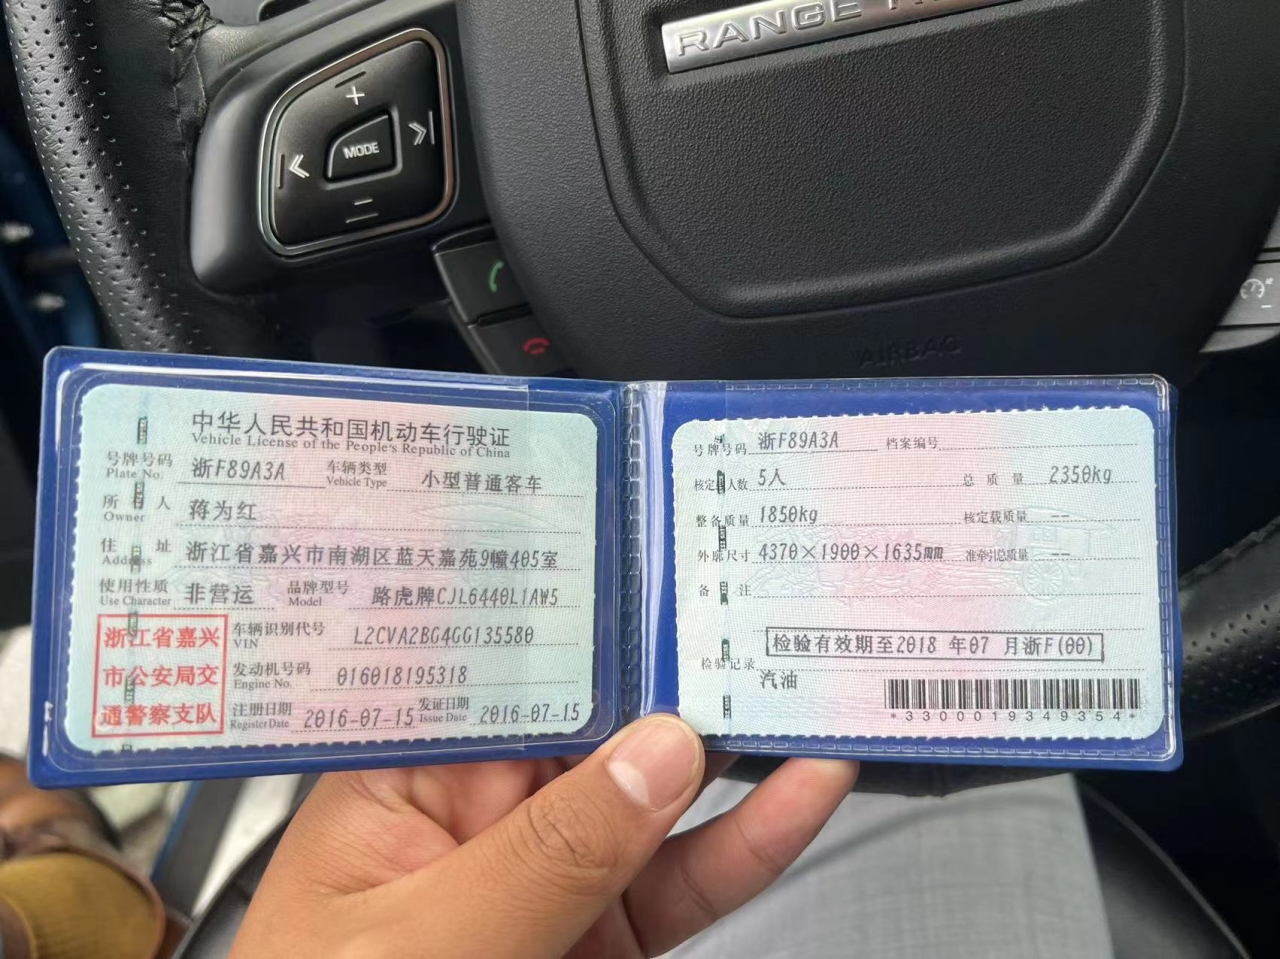 RANGE
MODE
AIRBAG
中华人民共和国机动车行驶证
Vehicle License of the People's Republic of China
号牌号码 浙F89A3A 车辆类型 小型普通客车
Plate No. Vehicle Type
所有人 蒋为红
Owner
住址 浙江省嘉兴市南湖区蓝天嘉苑9幢405室
Address
使用性质 非营运 品牌型号 路虎牌CJL6440L1AW5
Use Character Model
浙江省嘉兴
市公安局交
通警察支队
车辆识别代号 L2CVA2BG4GG135580
VIN
发动机号码 016018195318
Engine No.
注册日期 2016-07-15 发证日期 2016-07-15
Register Date Issue Date
号牌号码 浙F89A3A 档案编号
核定载人数 5人 总质量 2350kg
整备质量 1850kg 核定载质量 --
外廓尺寸 4370×1900×1635mm 准牵引总质量 --
备注
检验有效期至2018 年07 月浙F(00)
检验记录
汽油
*3300019349354*